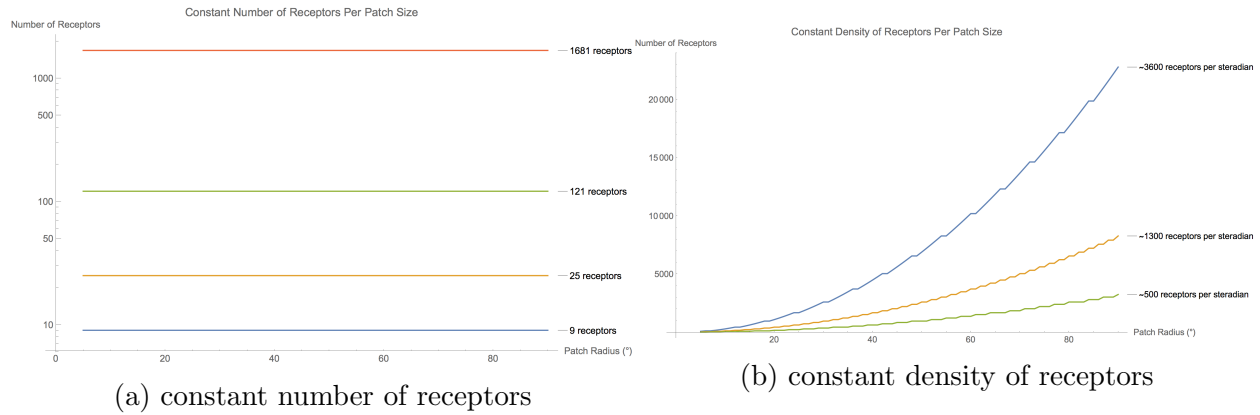 Constant Number of Receptors Per Patch Size
Number of Receptors
1000
500
100
50
10
0
20
40
60
80
1681 receptors
121 receptors
25 receptors
9 receptors
Patch Radius (°)
(a) constant number of receptors
Constant Density of Receptors Per Patch Size
Number of Receptors
20000
15000
10000
5000
20
40
60
80
~3600 receptors per steradian
~1300 receptors per steradian
~500 receptors per steradian
Patch Radius (°)
(b) constant density of receptors